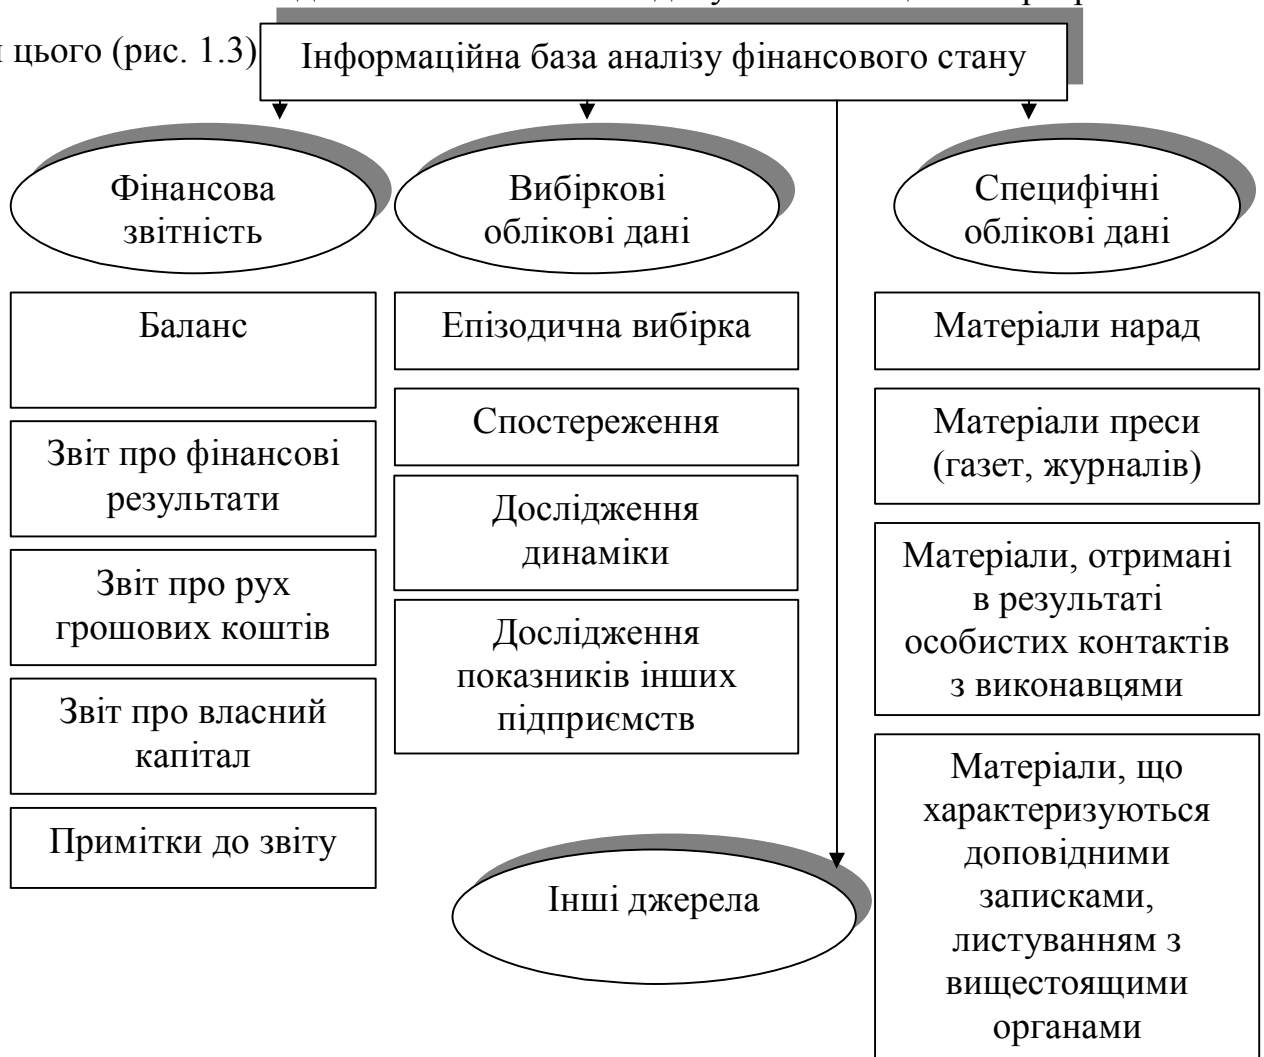 цього (рис. 1.3)
Інформаційна база аналізу фінансового стану
Фінансова
звітність
Вибіркові
облікові дані
Специфічні
облікові дані
Баланс
Звіт про фінансові
результати
Звіт про рух
грошових коштів
Звіт про власний
капітал
Примітки до звіту
Епізодична вибірка
Спостереження
Дослідження
динаміки
Дослідження
показників інших
підприємств
Інші джерела
Матеріали нарад
Матеріали преси
(газет, журналів)
Матеріали, отримані
в результаті
особистих контактів
з виконавцями
Матеріали, що
характеризуються
доповідними
записками,
листуванням з
вищестоящими
органами